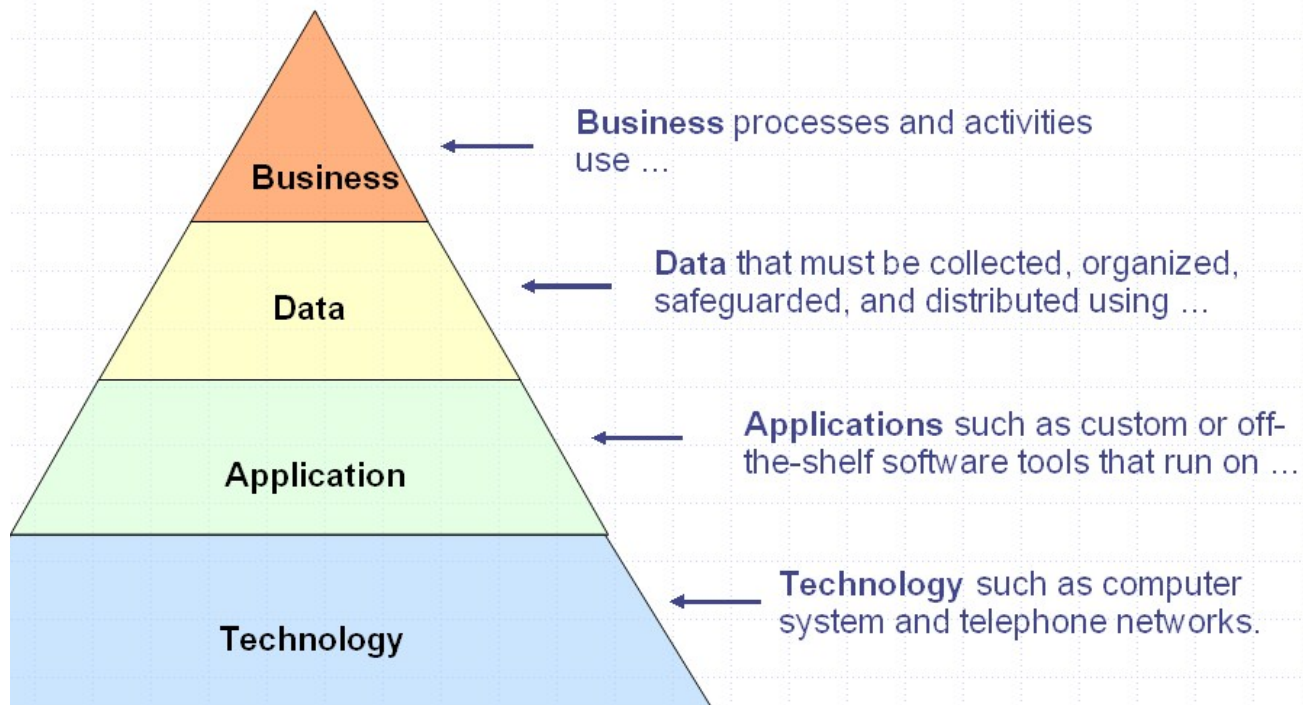 Business
Business processes and activities
use ...
Data
Data that must be collected, organized,
safeguarded, and distributed using ...
Application
Applications such as custom or off-
the-shelf software tools that run on ...
Technology
Technology such as computer
system and telephone networks.